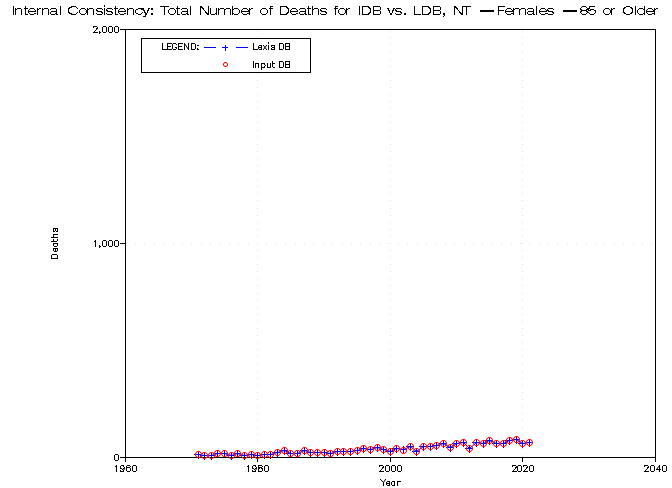 Internal Consistency: Total Number of Deaths for IDB vs. LDB, NT — Females — 85 or Older
2,000
LEGEND: Lexis DB
Input DB
Deaths
1,000
0
1960 1980 2000 2020 2040
Year